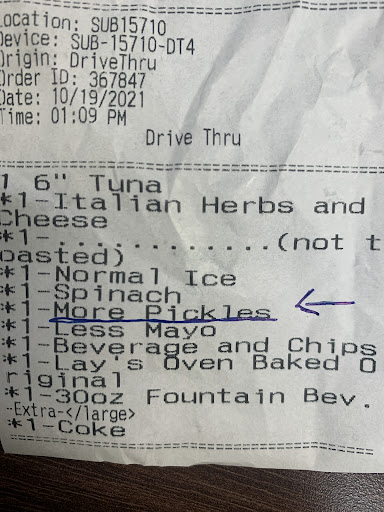 Location: SUB15710
Device: SUB-15710-DT4
Origin: DriveThru
Order ID: 367847
Date: 10/19/2021
Time: 01:09 PM
Drive Thru
1 6" Tuna
*1-Italian Herbs and
Cheese
*1-............(not t
oasted)
*1-Normal Ice
*1-Spinach
*1-More Pickles
*1-Less Mayo
*1-Beverage and Chips
*1-Lay's Oven Baked O
riginal
*1-30oz Fountain Bev.
--Extra-</large>
*1-Coke